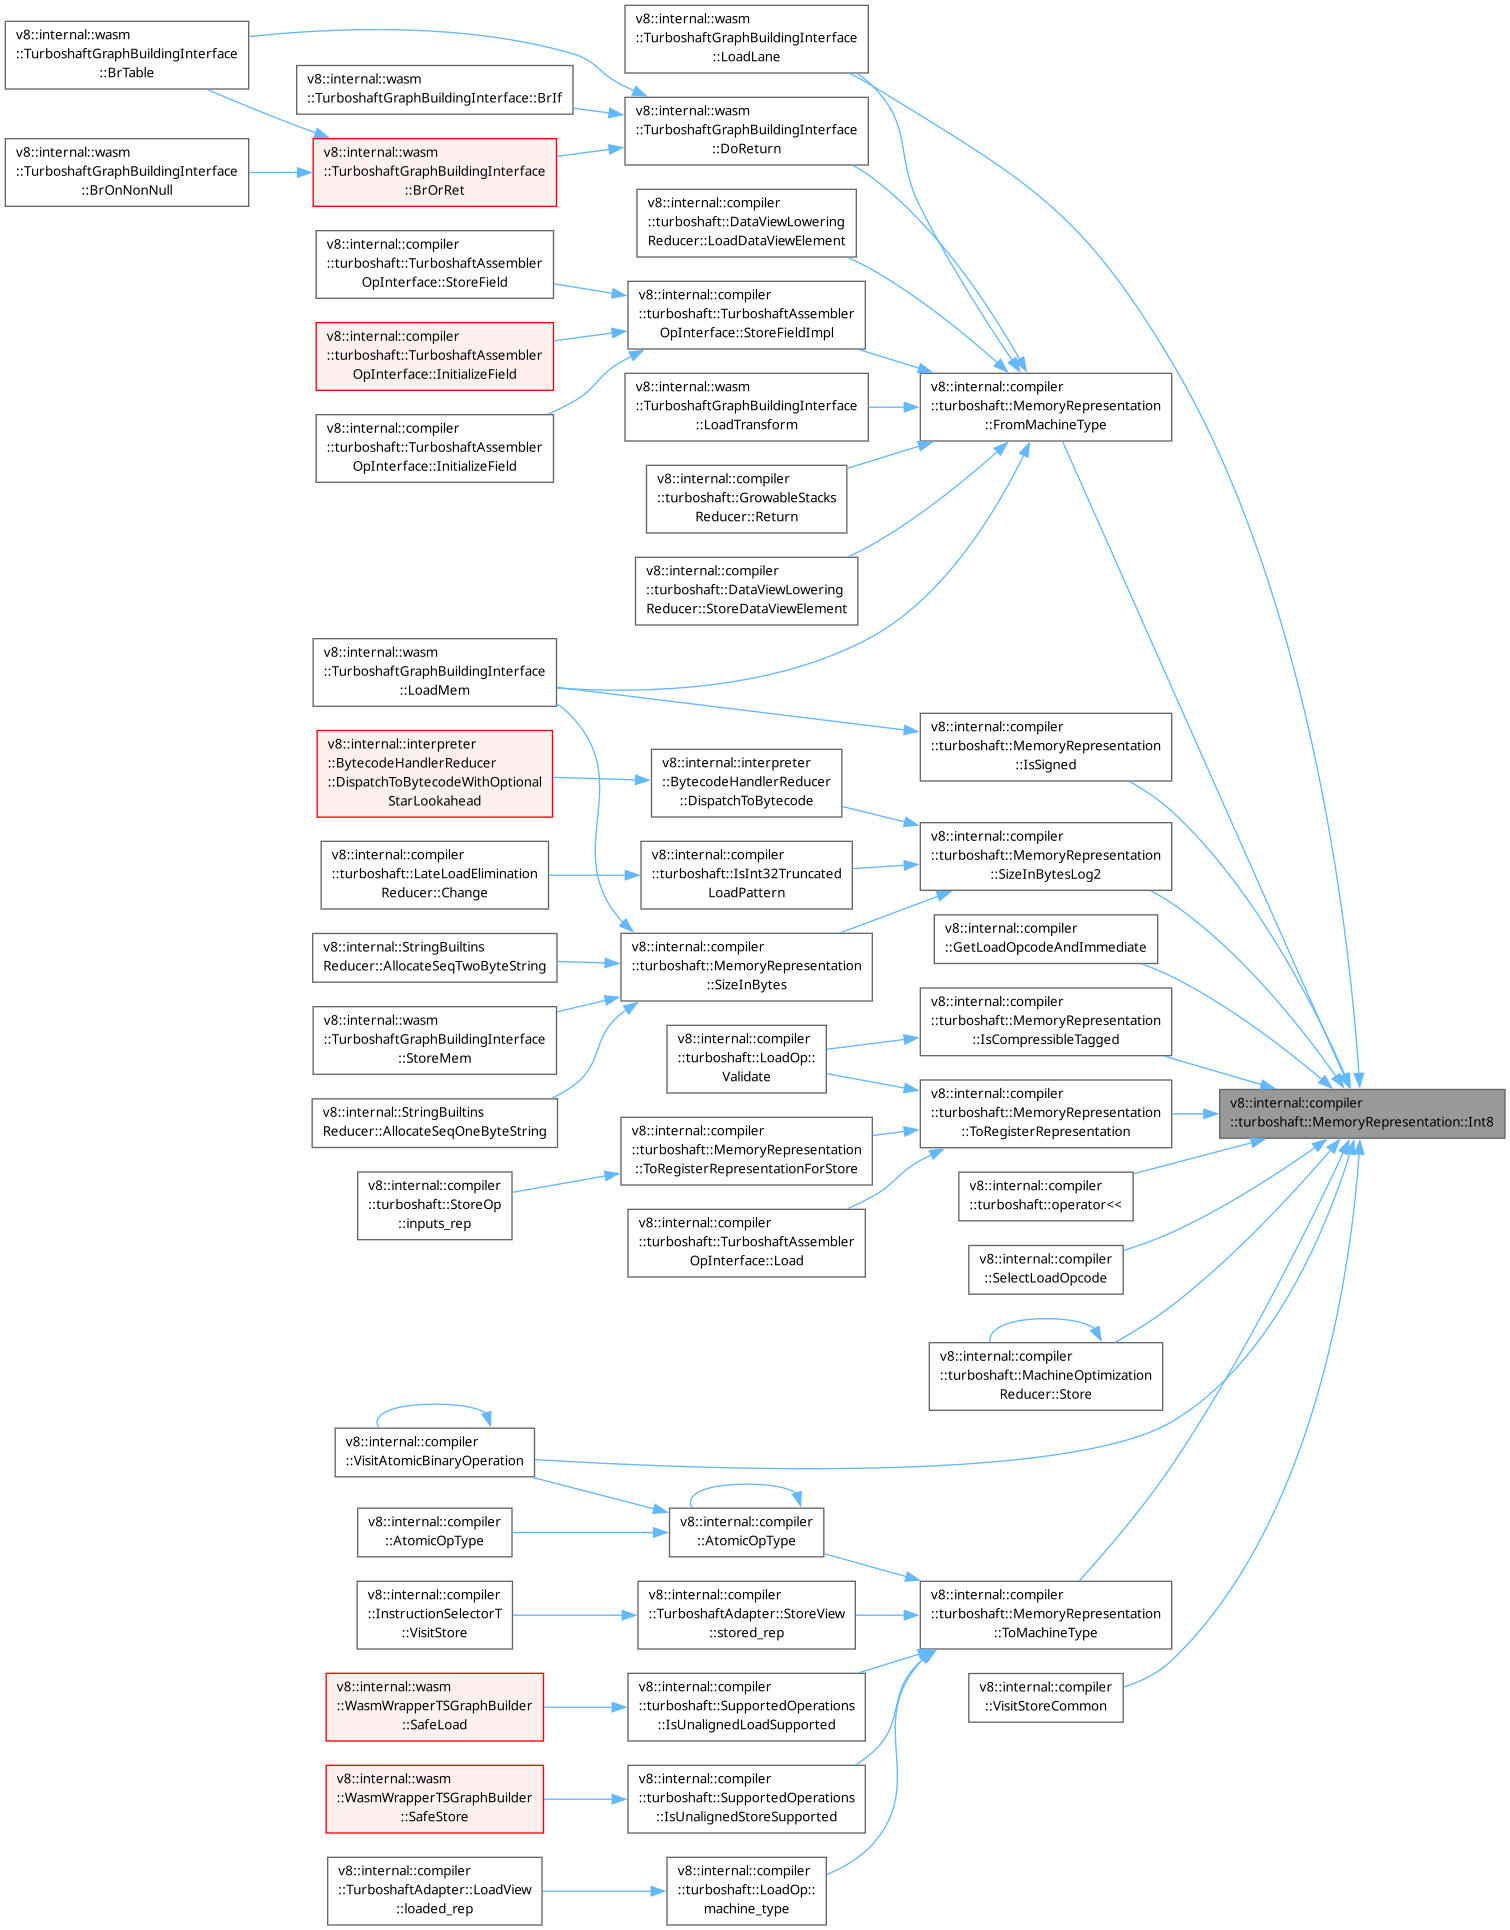 v8::internal::wasm
::TurboshaftGraphBuildingInterface
::BrTable
v8::internal::wasm
::TurboshaftGraphBuildingInterface
::BrOnNonNull
v8::internal::wasm
::TurboshaftGraphBuildingInterface::BrIf
v8::internal::wasm
::TurboshaftGraphBuildingInterface
::BrOrRet
v8::internal::compiler
::turboshaft::TurboshaftAssembler
OpInterface::StoreField
v8::internal::compiler
::turboshaft::TurboshaftAssembler
OpInterface::InitializeField
v8::internal::compiler
::turboshaft::TurboshaftAssembler
OpInterface::InitializeField
v8::internal::wasm
::TurboshaftGraphBuildingInterface
::LoadMem
v8::internal::interpreter
::BytecodeHandlerReducer
::DispatchToBytecodeWithOptional
StarLookahead
v8::internal::compiler
::turboshaft::LateLoadElimination
Reducer::Change
v8::internal::StringBuiltins
Reducer::AllocateSeqTwoByteString
v8::internal::wasm
::TurboshaftGraphBuildingInterface
::StoreMem
v8::internal::StringBuiltins
Reducer::AllocateSeqOneByteString
v8::internal::compiler
::turboshaft::StoreOp
::inputs_rep
v8::internal::compiler
::VisitAtomicBinaryOperation
v8::internal::compiler
::AtomicOpType
v8::internal::compiler
::InstructionSelectorT
::VisitStore
v8::internal::wasm
::WasmWrapperTSGraphBuilder
::SafeLoad
v8::internal::wasm
::WasmWrapperTSGraphBuilder
::SafeStore
v8::internal::compiler
::TurboshaftAdapter::LoadView
::loaded_rep
v8::internal::wasm
::TurboshaftGraphBuildingInterface
::LoadLane
v8::internal::wasm
::TurboshaftGraphBuildingInterface
::DoReturn
v8::internal::compiler
::turboshaft::DataViewLowering
Reducer::LoadDataViewElement
v8::internal::compiler
::turboshaft::TurboshaftAssembler
OpInterface::StoreFieldImpl
v8::internal::wasm
::TurboshaftGraphBuildingInterface
::LoadTransform
v8::internal::compiler
::turboshaft::GrowableStacks
Reducer::Return
v8::internal::compiler
::turboshaft::DataViewLowering
Reducer::StoreDataViewElement
v8::internal::interpreter
::BytecodeHandlerReducer
::DispatchToBytecode
v8::internal::compiler
::turboshaft::IsInt32Truncated
LoadPattern
v8::internal::compiler
::turboshaft::MemoryRepresentation
::SizeInBytes
v8::internal::compiler
::turboshaft::LoadOp::
Validate
v8::internal::compiler
::turboshaft::MemoryRepresentation
::ToRegisterRepresentationForStore
v8::internal::compiler
::turboshaft::TurboshaftAssembler
OpInterface::Load
v8::internal::compiler
::AtomicOpType
v8::internal::compiler
::TurboshaftAdapter::StoreView
::stored_rep
v8::internal::compiler
::turboshaft::SupportedOperations
::IsUnalignedLoadSupported
v8::internal::compiler
::turboshaft::SupportedOperations
::IsUnalignedStoreSupported
v8::internal::compiler
::turboshaft::LoadOp::
machine_type
v8::internal::compiler
::turboshaft::MemoryRepresentation
::FromMachineType
v8::internal::compiler
::turboshaft::MemoryRepresentation
::IsSigned
v8::internal::compiler
::turboshaft::MemoryRepresentation
::SizeInBytesLog2
v8::internal::compiler
::GetLoadOpcodeAndImmediate
v8::internal::compiler
::turboshaft::MemoryRepresentation
::IsCompressibleTagged
v8::internal::compiler
::turboshaft::MemoryRepresentation
::ToRegisterRepresentation
v8::internal::compiler
::turboshaft::operator<<
v8::internal::compiler
::SelectLoadOpcode
v8::internal::compiler
::turboshaft::MachineOptimization
Reducer::Store
v8::internal::compiler
::turboshaft::MemoryRepresentation
::ToMachineType
v8::internal::compiler
::VisitStoreCommon
v8::internal::compiler
::turboshaft::MemoryRepresentation::Int8